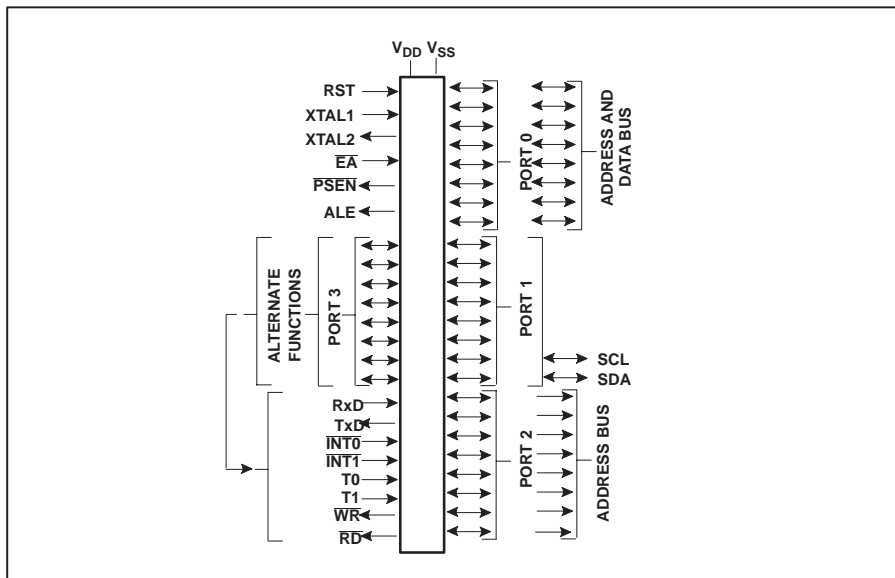 VDD VSS
RST
XTAL1
XTAL2
EA
PSEN
ALE
PORT 0
ADDRESS AND
DATA BUS
ALTERNATE
FUNCTIONS
PORT 3
PORT 1
SCL
SDA
RxD
TxD
INT0
INT1
T0
T1
WR
RD
PORT 2
ADDRESS BUS